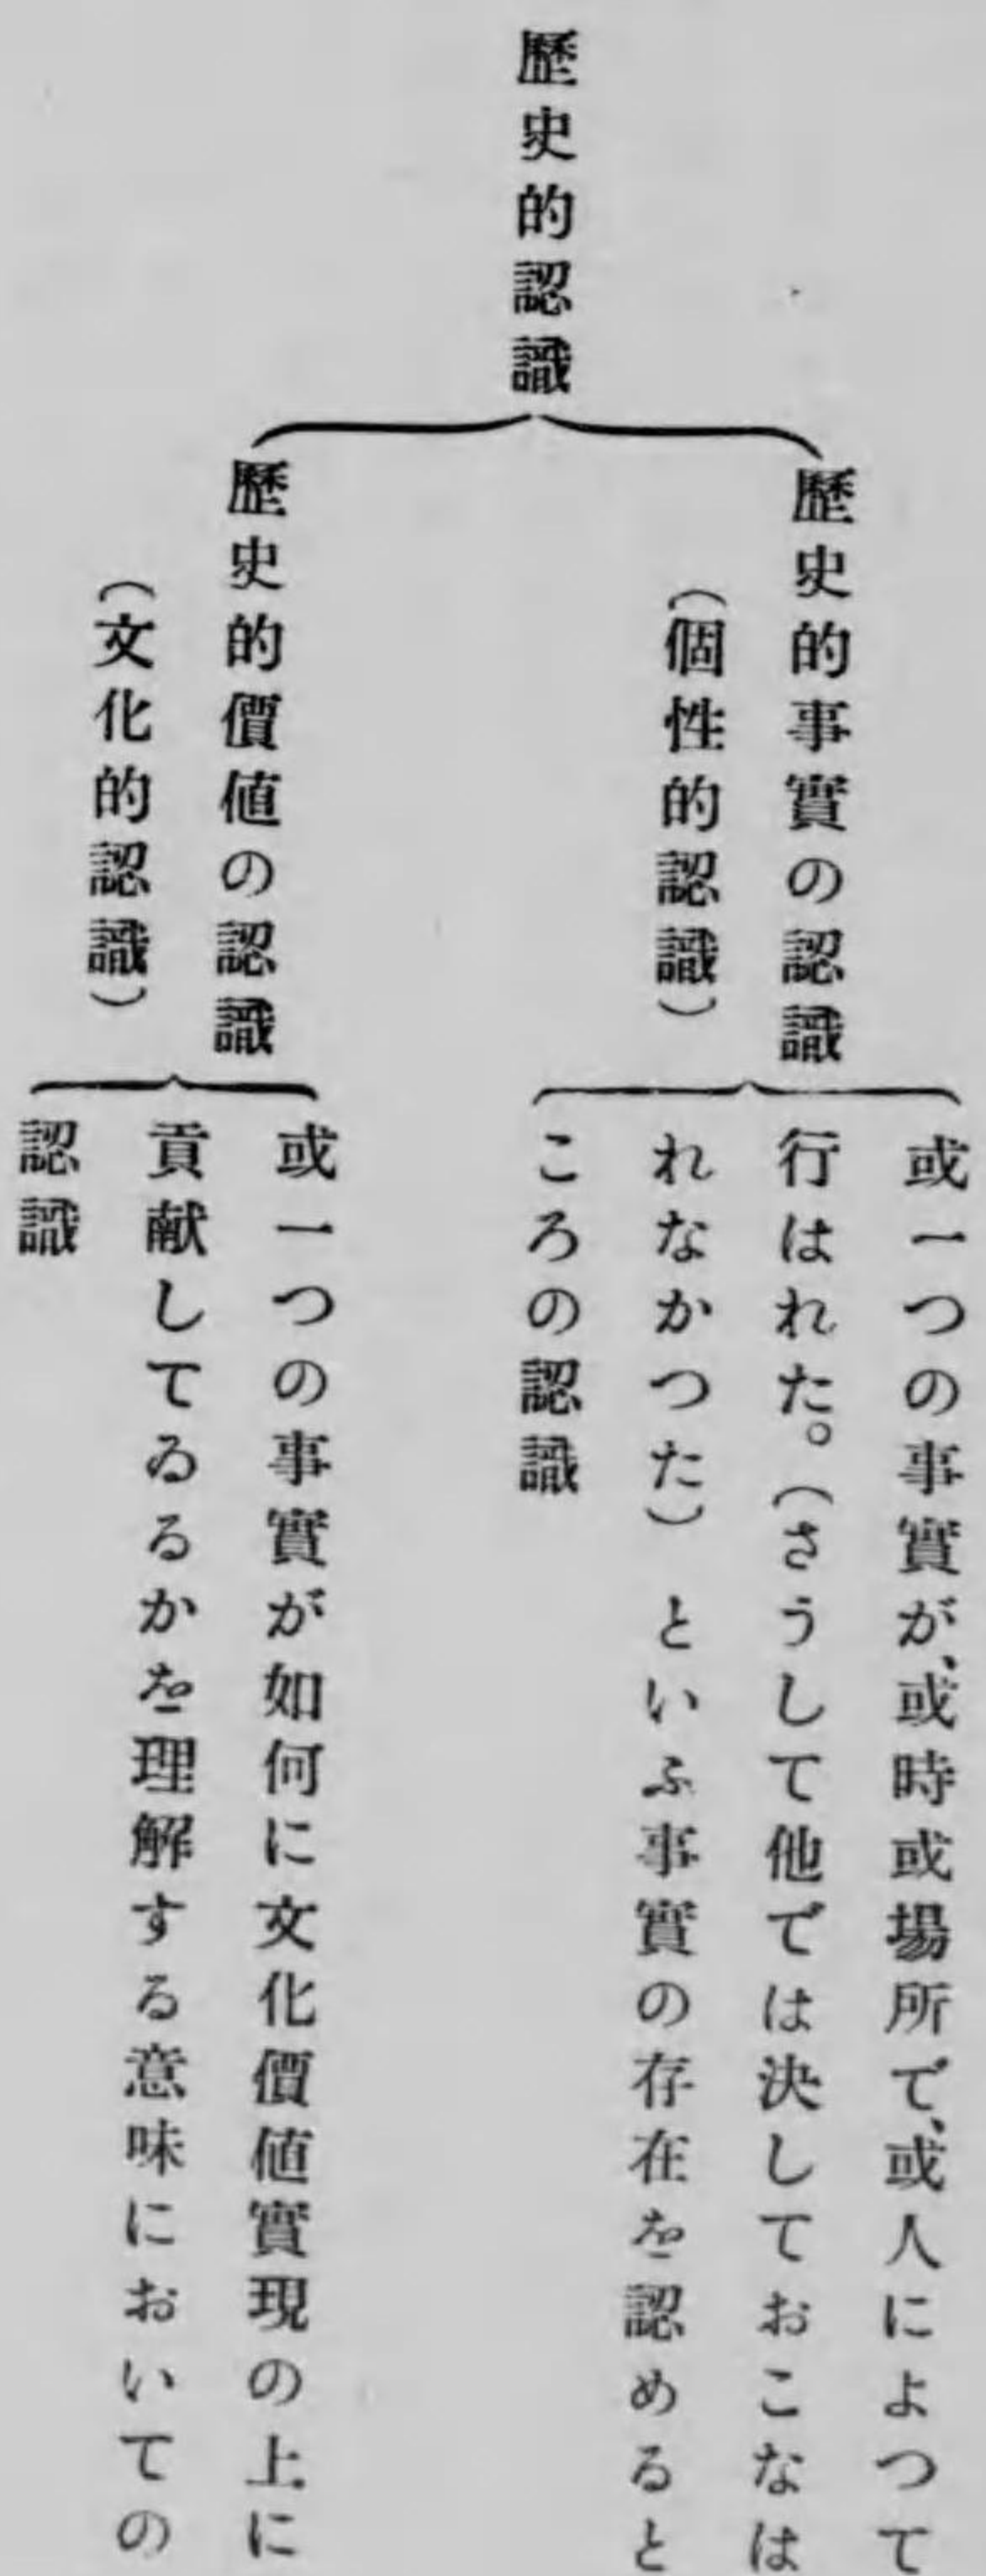 歷史的認識
歷史的事實の認識
（個性的認識）
或一つの事實が、或時或場所で、或人によつて
行はれた。（さうして他では決しておこなは
れなかつた）といふ事實の存在を認めると
ころの認識
歷史的價値の認識
（文化的認識）
或一つの事實が如何に文化價値實現の上に
貢献してゐるかを理解する意味においての
認識